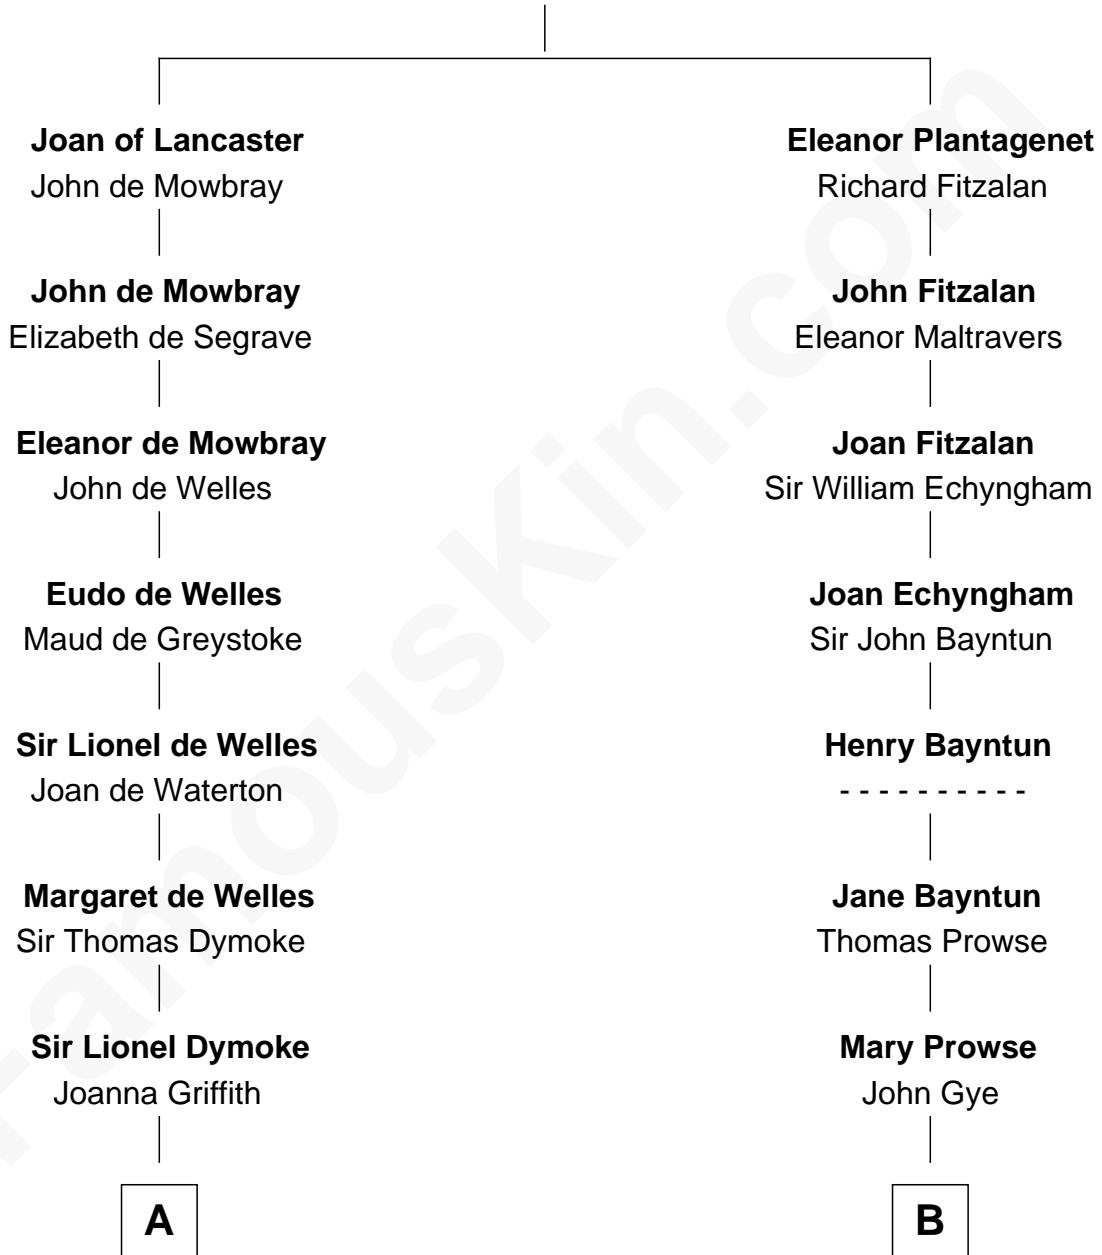 Joan of Lancaster
John de Mowbray
John de Mowbray
Elizabeth de Segrave
Eleanor de Mowbray
John de Welles
Eudo de Welles
Maud de Greystoke
Sir Lionel de Welles
Joan de Waterton
Margaret de Welles
Sir Thomas Dymoke
Sir Lionel Dymoke
Joanna Griffith
A
Eleanor Plantagenet
Richard Fitzalan
John Fitzalan
Eleanor Maltravers
Joan Fitzalan
Sir William Echyngham
Joan Echyngham
Sir John Bayntun
Henry Bayntun
- - - - - - - - - -
Jane Bayntun
Thomas Prowse
Mary Prowse
John Gye
B
FamousKin.com